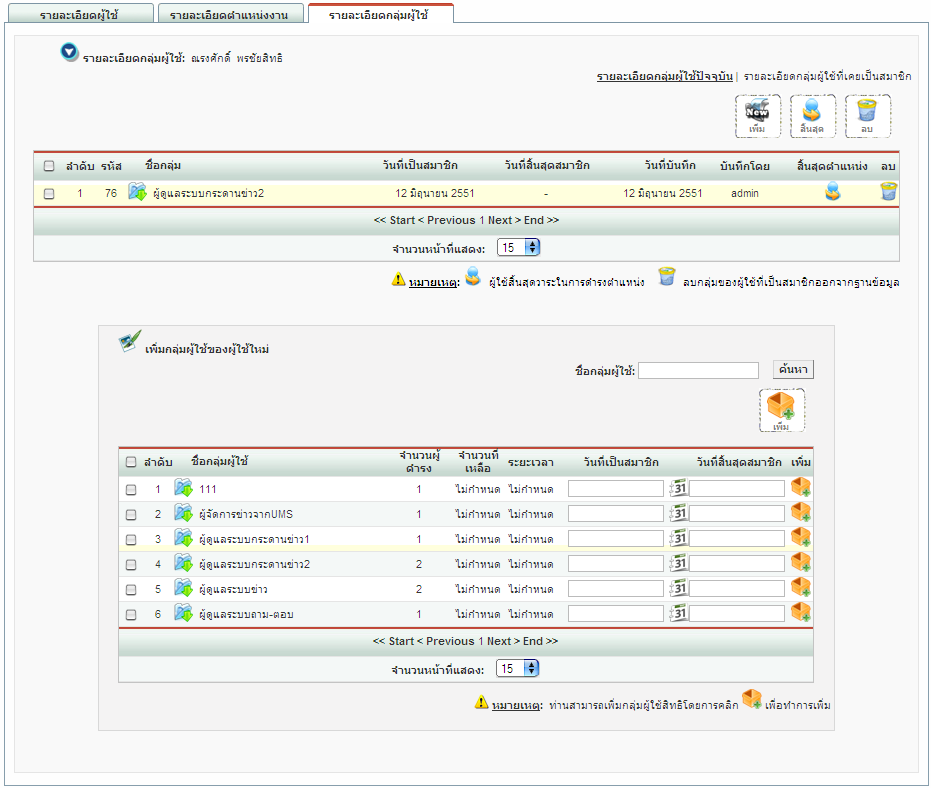 รายละเอียดผู้ใช้ รายละเอียดตำแหน่งงาน รายละเอียดกลุ่มผู้ใช้
รายละเอียดกลุ่มผู้ใช้: ณรงศักดิ์ พรชัยสิทธิ
รายละเอียดกลุ่มผู้ใช้ปัจจุบัน | รายละเอียดกลุ่มผู้ใช้ที่เคยเป็นสมาชิก
New
เพิ่ม สิ้นสุด ลบ
ลำดับ รหัส ชื่อกลุ่ม วันที่เป็นสมาชิก วันที่สิ้นสุดสมาชิก วันที่บันทึก บันทึกโดย สิ้นสุดตำแหน่ง ลบ
1 76 ผู้ดูแลระบบกระดานข่าว2 12 มิถุนายน 2551 - 12 มิถุนายน 2551 admin
<< Start < Previous 1 Next > End >>
จำนวนหน้าที่แสดง: 15
หมายเหตุ: ผู้ใช้สิ้นสุดวาระในการดำรงตำแหน่ง ลบกลุ่มของผู้ใช้ที่เป็นสมาชิกออกจากฐานข้อมูล
เพิ่มกลุ่มผู้ใช้ของผู้ใช้ใหม่
ชื่อกลุ่มผู้ใช้: ค้นหา
เพิ่ม
ลำดับ ชื่อกลุ่มผู้ใช้ จำนวนผู้ดำรง จำนวนที่เหลือ ระยะเวลา วันที่เป็นสมาชิก วันที่สิ้นสุดสมาชิก เพิ่ม
1 111 1 ไม่กำหนด ไม่กำหนด 31
2 ผู้จัดการข่าวจากUMS 1 ไม่กำหนด ไม่กำหนด 31
3 ผู้ดูแลระบบกระดานข่าว1 1 ไม่กำหนด ไม่กำหนด 31
4 ผู้ดูแลระบบกระดานข่าว2 2 ไม่กำหนด ไม่กำหนด 31
5 ผู้ดูแลระบบข่าว 2 ไม่กำหนด ไม่กำหนด 31
6 ผู้ดูแลระบบถาม-ตอบ 1 ไม่กำหนด ไม่กำหนด 31
<< Start < Previous 1 Next > End >>
จำนวนหน้าที่แสดง: 15
หมายเหตุ: ท่านสามารถเพิ่มกลุ่มผู้ใช้สิทธิโดยการคลิก เพื่อทำการเพิ่ม